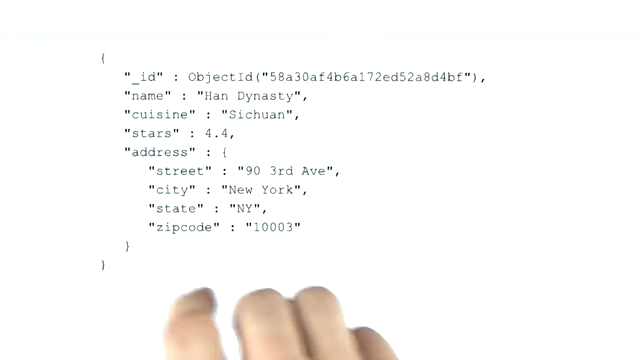 {
"_id" : ObjectId("58a30af4b6a172ed52a8d4bf"),
"name" : "Han Dynasty",
"cuisine" : "Sichuan",
"stars" : 4.4,
"address" : {
"street" : "90 3rd Ave",
"city" : "New York",
"state" : "NY",
"zipcode" : "10003"
}
}